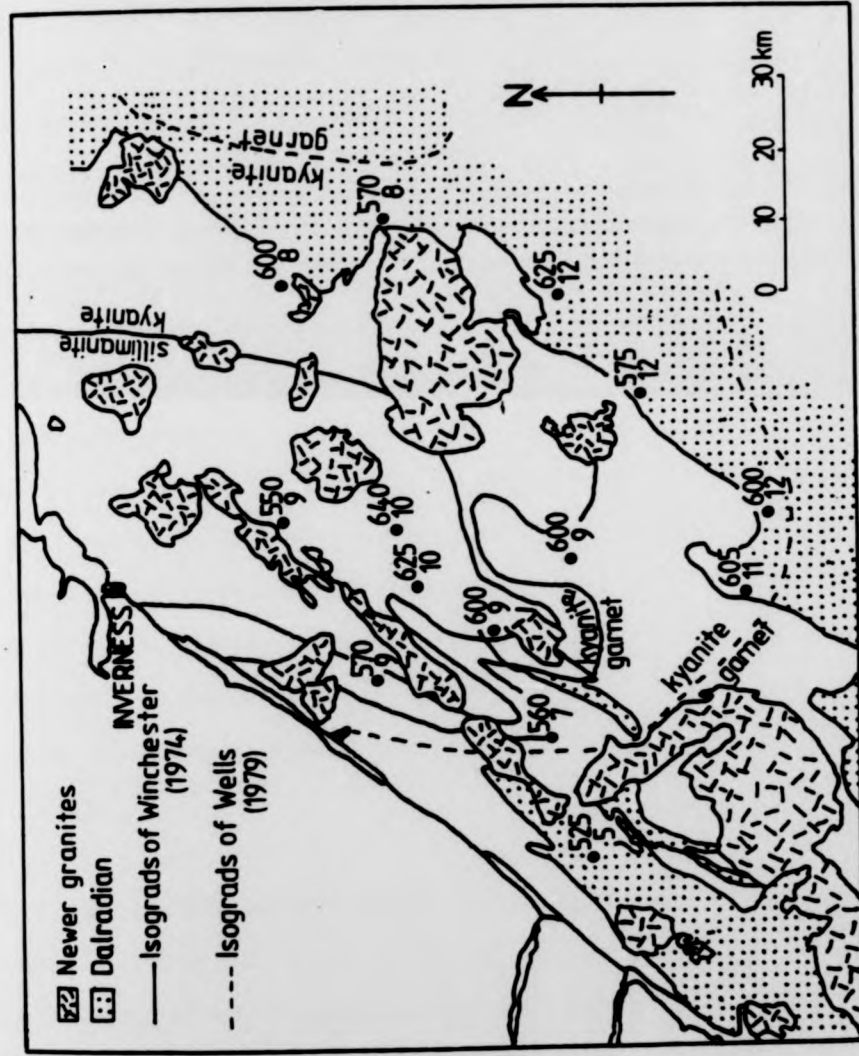 Newer granites
Dalradian
Isograds of Winchester
(1974)
Isograds of Wells
(1979)
INVERNESS
N
30 km
20
10
0
garnet
kyanite
kyanite
sillimanite
600
8
570
8
550
9
640
10
625
10
570
9
600
9
600
9
625
12
575
12
600
12
605
11
560
7
525
5
kyanite
garnet
kyanite
garnet?